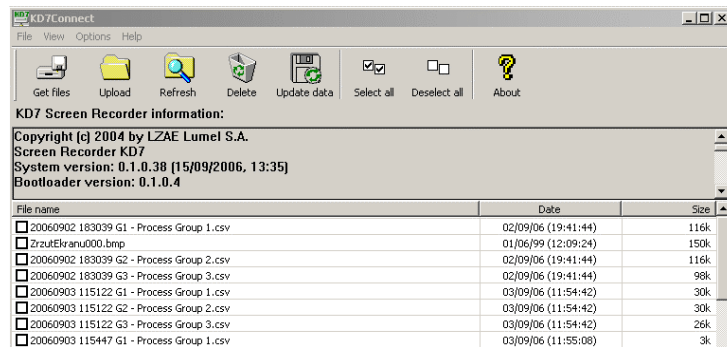 KD7Connect
File View Options Help
Get files Upload Refresh Delete Update data Select all Deselect all About
KD7 Screen Recorder information:
Copyright (c) 2004 by LZAE Lumel S.A.
Screen Recorder KD7
System version: 0.1.0.38 (15/09/2006, 13:35)
Bootloader version: 0.1.0.4
File name Date Size
20060902 183039 G1 - Process Group 1.csv 02/09/06 (19:41:44) 116k
ZrzutEkranu000.bmp 01/06/99 (12:09:24) 150k
20060902 183039 G2 - Process Group 2.csv 02/09/06 (19:41:44) 116k
20060902 183039 G3 - Process Group 3.csv 02/09/06 (19:41:44) 98k
20060903 115122 G1 - Process Group 1.csv 03/09/06 (11:54:42) 30k
20060903 115122 G2 - Process Group 2.csv 03/09/06 (11:54:42) 30k
20060903 115122 G3 - Process Group 3.csv 03/09/06 (11:54:42) 26k
20060903 115447 G1 - Process Group 1.csv 03/09/06 (11:55:08) 3k